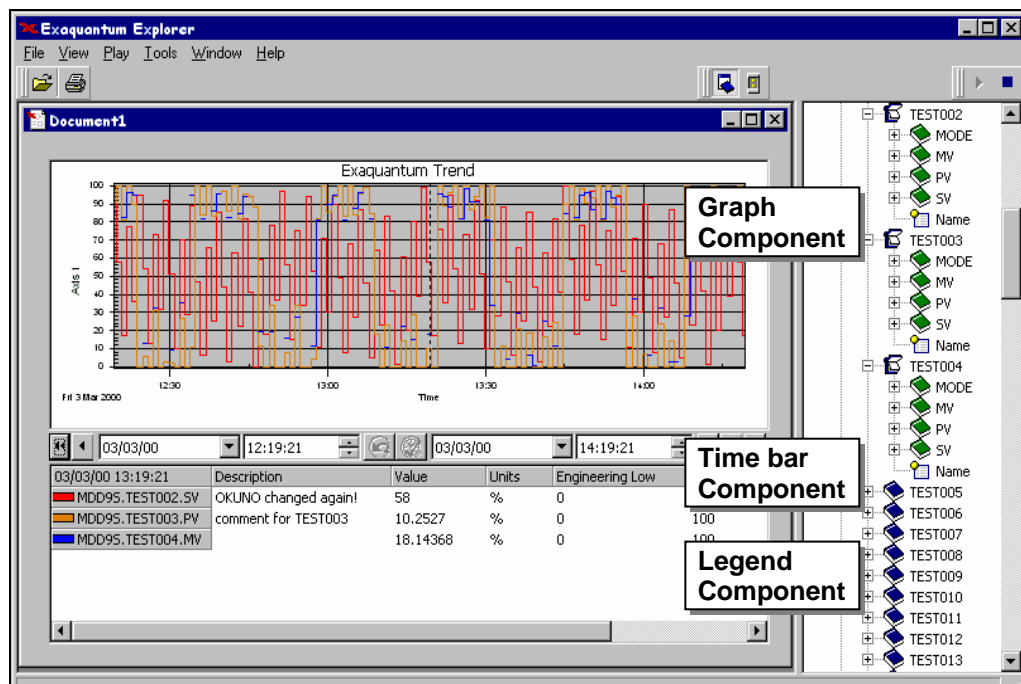 Exaquantum Explorer
File View Play Tools Window Help
Document1
Exaquantum Trend
100
90
80
70
60
50
40
30
20
10
0
Axis 1
12:30 13:00 13:30 14:00
Fri 3 Mar 2000 Time
Graph
Component
03/03/00 12:19:21 03/03/00 14:19:21
Time bar
Component
03/03/00 13:19:21 Description Value Units Engineering Low
MDD95.TEST002.SV OKUNO changed again! 58 % 0
MDD95.TEST003.PV comment for TEST003 10.2527 % 0 100
MDD95.TEST004.MV 18.14368 % 0 100
Legend
Component
TEST002
MODE
MV
PV
SV
Name
TEST003
MODE
MV
PV
SV
Name
TEST004
MODE
MV
PV
SV
Name
TEST005
TEST006
TEST007
TEST008
TEST009
TEST010
TEST011
TEST012
TEST013